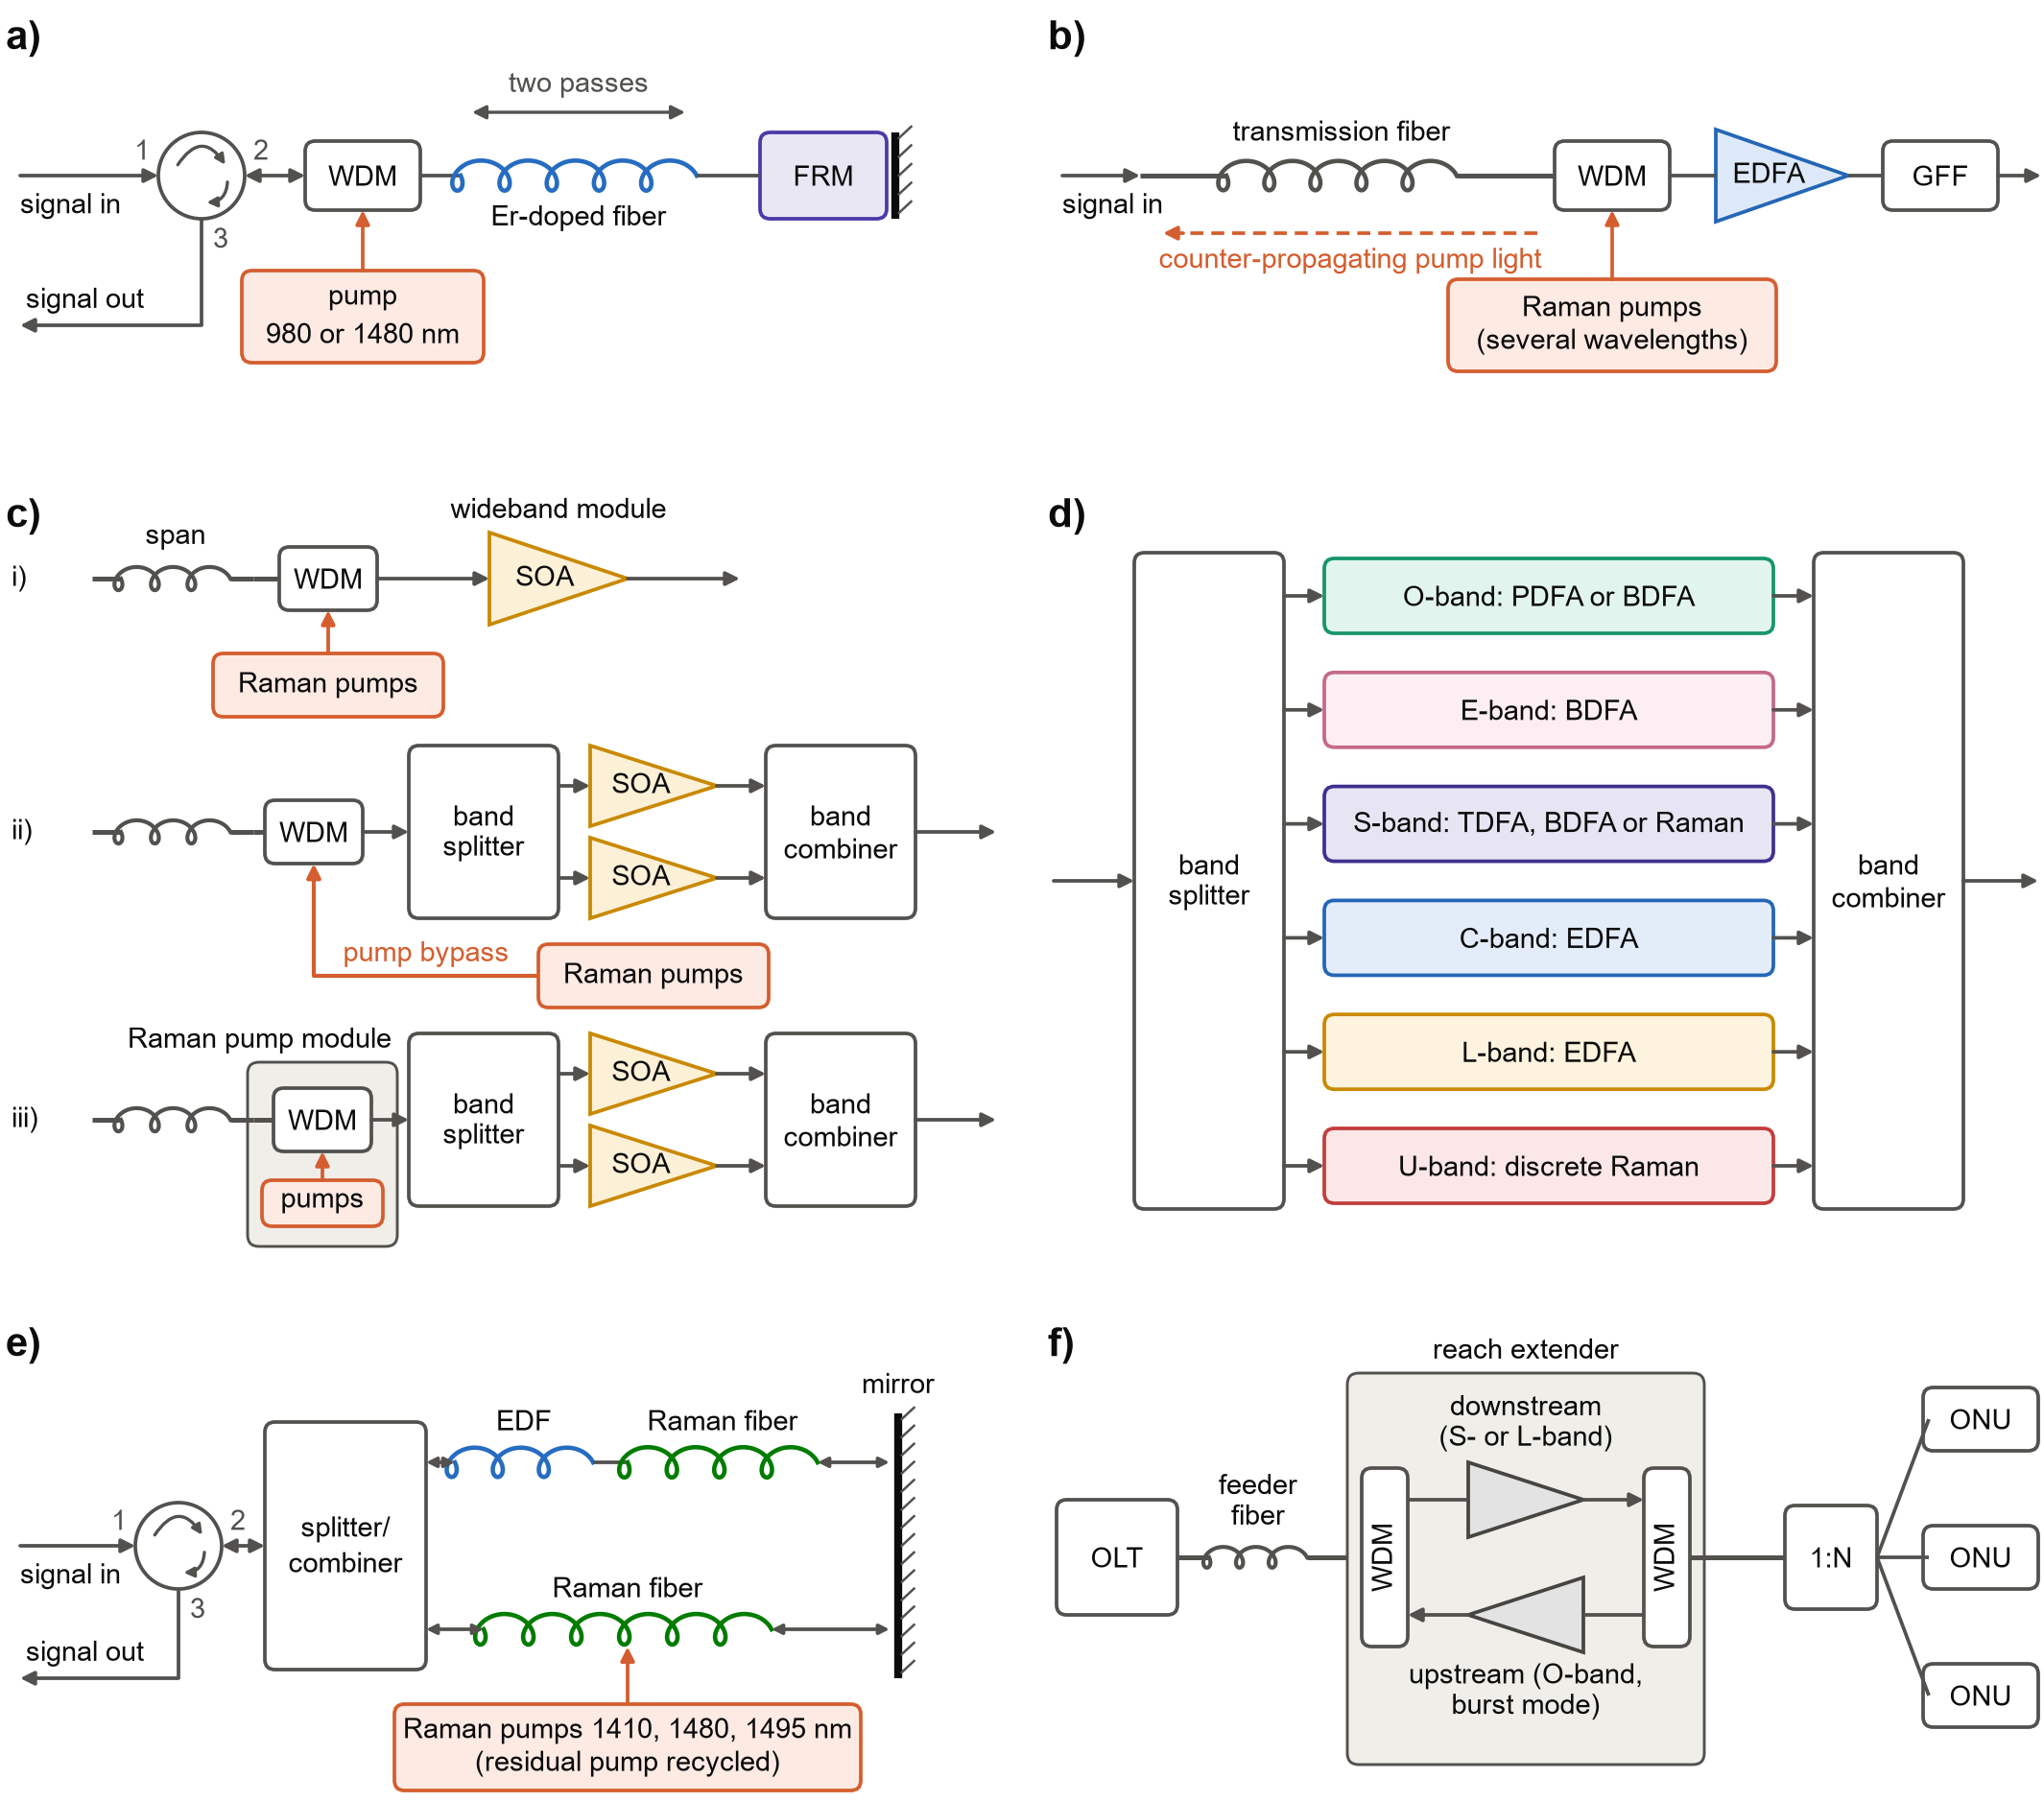 a)
two passes
1
2
WDM
FRM
signal in
Er-doped fiber
3
signal out
pump
980 or 1480 nm
b)
transmission fiber
WDM
EDFA
GFF
signal in
counter-propagating pump light
Raman pumps
(several wavelengths)
c)
wideband module
span
i)
WDM
SOA
Raman pumps
ii)
WDM
band
splitter
SOA
SOA
band
combiner
pump bypass
Raman pumps
Raman pump module
iii)
WDM
pumps
band
splitter
SOA
SOA
band
combiner
d)
band
splitter
O-band: PDFA or BDFA
E-band: BDFA
S-band: TDFA, BDFA or Raman
C-band: EDFA
L-band: EDFA
U-band: discrete Raman
band
combiner
e)
mirror
EDF
Raman fiber
1
2
signal in
splitter/
combiner
3
signal out
Raman fiber
Raman pumps 1410, 1480, 1495 nm
(residual pump recycled)
f)
reach extender
downstream
(S- or L-band)
feeder
fiber
OLT
WDM
WDM
upstream (O-band,
burst mode)
1:N
ONU
ONU
ONU